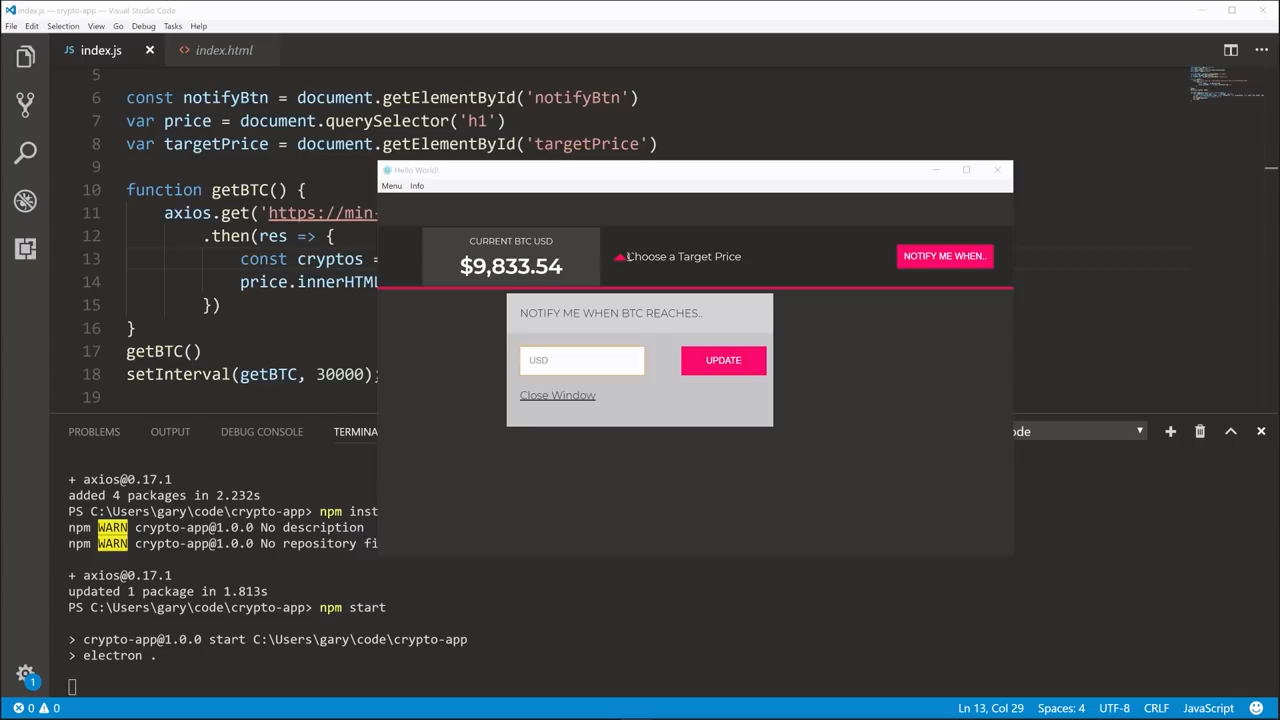 index.js — crypto-app — Visual Studio Code
File Edit Selection View Go Debug Tasks Help
JS index.js
<> index.html
5
6 const notifyBtn = document.getElementById('notifyBtn')
7 var price = document.querySelector('h1')
8 var targetPrice = document.getElementById('targetPrice')
9
10 function getBTC() {
11 axios.get('https://min-
12 .then(res => {
13 const cryptos =
14 price.innerHTML
15 })
16 }
17 getBTC()
18 setInterval(getBTC, 30000);
19
Hello World!
Menu Info
CURRENT BTC USD
$9,833.54
Choose a Target Price
NOTIFY ME WHEN..
NOTIFY ME WHEN BTC REACHES..
USD
UPDATE
Close Window
PROBLEMS OUTPUT DEBUG CONSOLE TERMINA
ode
+ axios@0.17.1
added 4 packages in 2.232s
PS C:\Users\gary\code\crypto-app> npm inst
npm WARN crypto-app@1.0.0 No description
npm WARN crypto-app@1.0.0 No repository fi
+ axios@0.17.1
updated 1 package in 1.813s
PS C:\Users\gary\code\crypto-app> npm start
> crypto-app@1.0.0 start C:\Users\gary\code\crypto-app
> electron .
1
0 0
Ln 13, Col 29 Spaces: 4 UTF-8 CRLF JavaScript